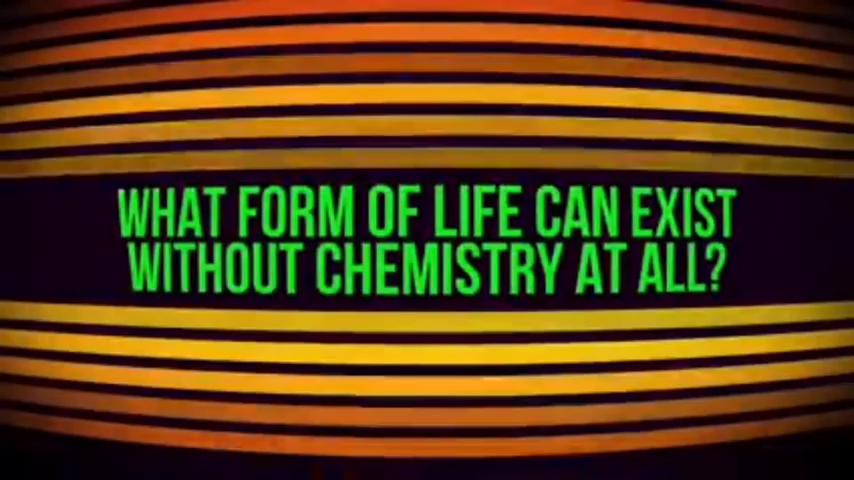 WHAT FORM OF LIFE CAN EXIST
WITHOUT CHEMISTRY AT ALL?